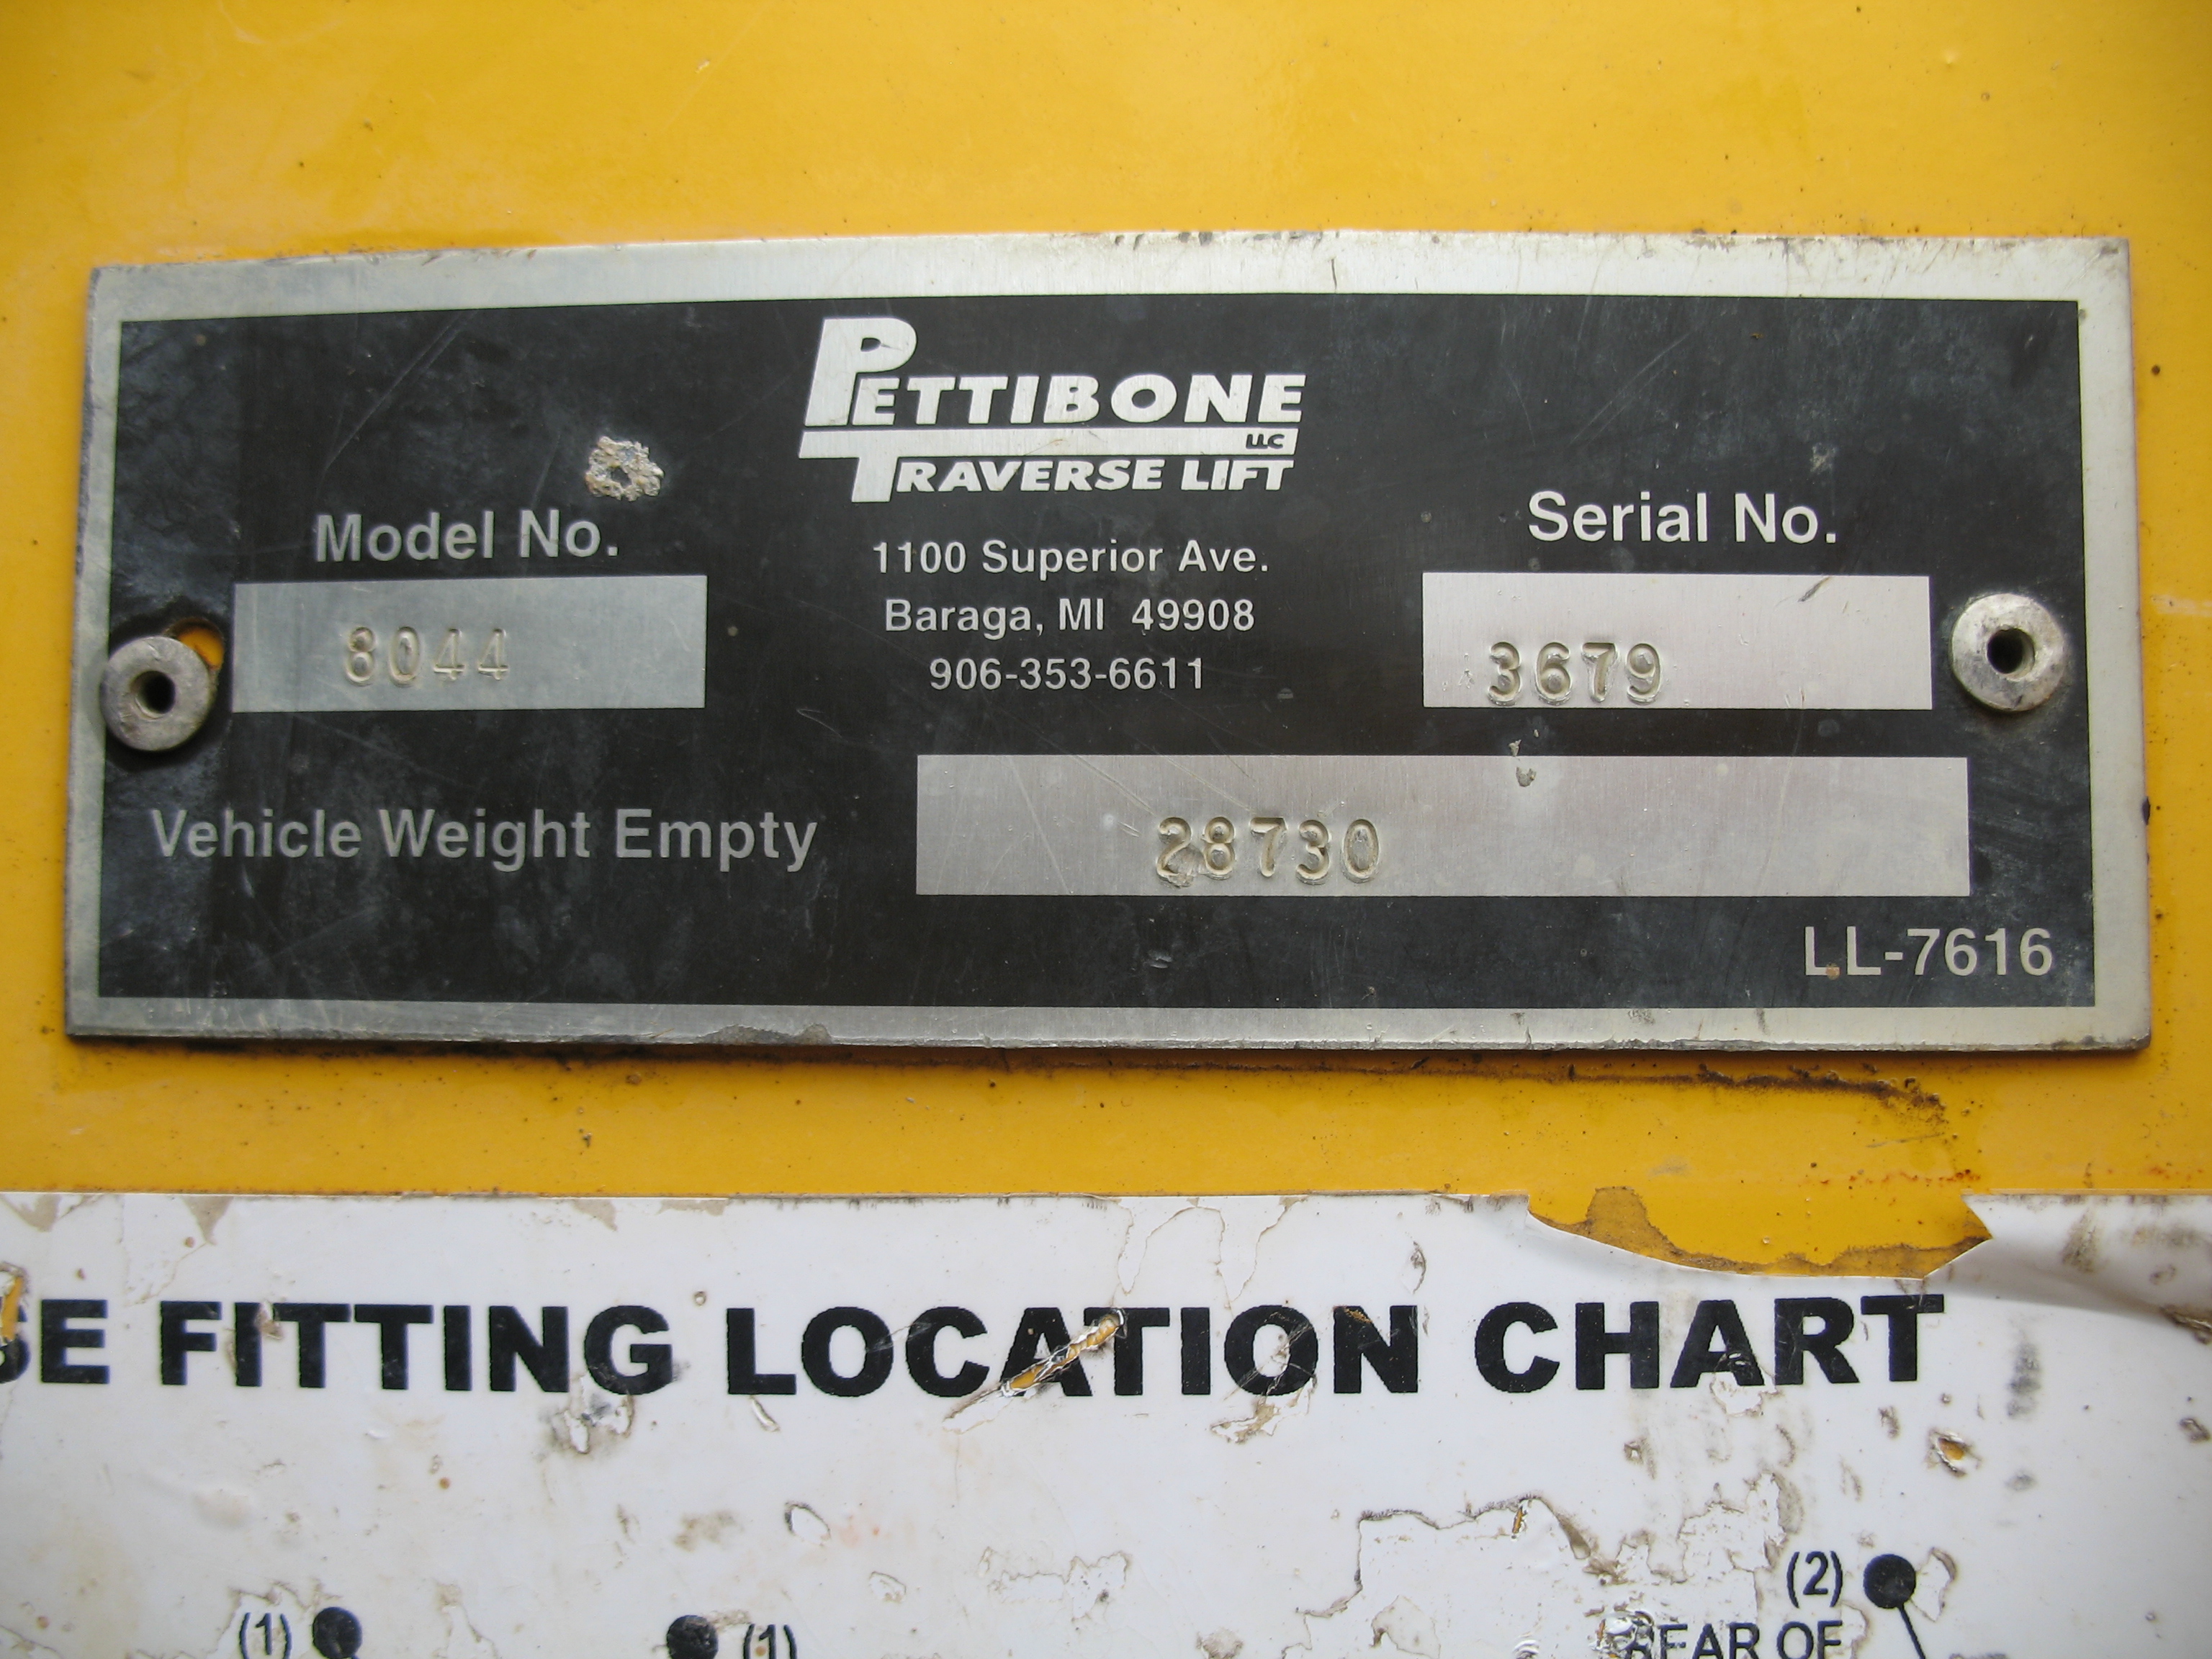 PETTIBONE
LLC
TRAVERSE LIFT
Model No.
8044
1100 Superior Ave.
Baraga, MI 49908
906-353-6611
Serial No.
3679
Vehicle Weight Empty
28730
LL-7616
SE FITTING LOCATION CHART
(1)
(1)
(2)
REAR OF